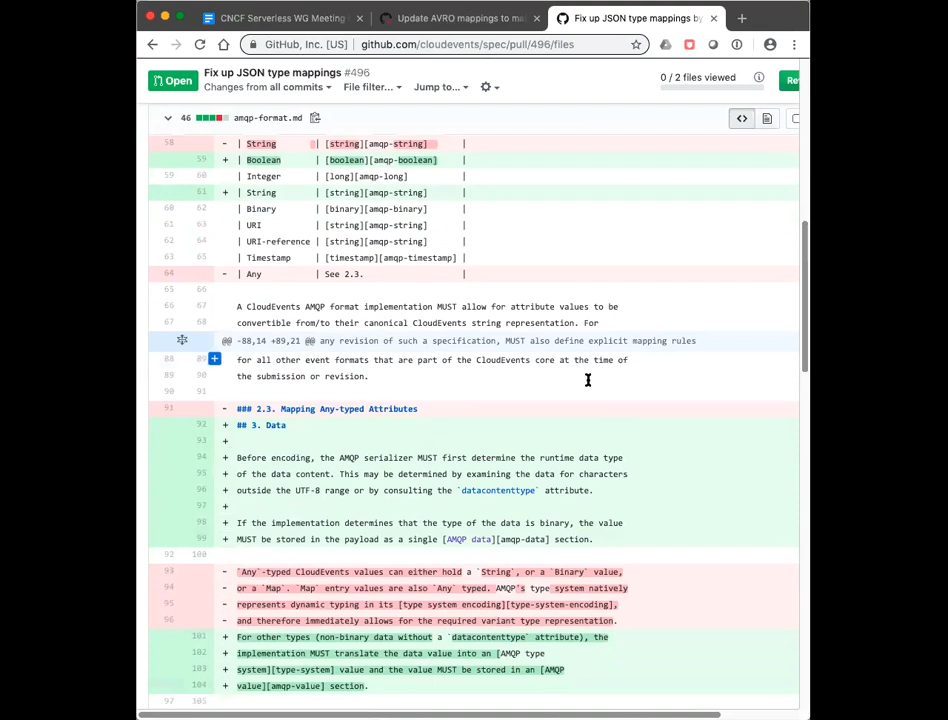 CNCF Serverless WG Meeting
Update AVRO mappings to ma
Fix up JSON type mappings by
GitHub, Inc. [US] | github.com/cloudevents/spec/pull/496/files
Open
Fix up JSON type mappings #496
Changes from all commits
File filter...
Jump to...
0 / 2 files viewed
Re
46 amqp-format.md
58 - | String | [string][amqp-string] |
59 + | Boolean | [boolean][amqp-boolean]
59 60 | Integer | [long][amqp-long] |
61 + | String | [string][amqp-string] |
60 62 | Binary | [binary][amqp-binary] |
61 63 | URI | [string][amqp-string] |
62 64 | URI-reference | [string][amqp-string] |
63 65 | Timestamp | [timestamp][amqp-timestamp] |
64 - | Any | See 2.3. |
65 66
66 67 A CloudEvents AMQP format implementation MUST allow for attribute values to be
67 68 convertible from/to their canonical CloudEvents string representation. For
@@ -88,14 +89,21 @@ any revision of such a specification, MUST also define explicit mapping rules
88 89 for all other event formats that are part of the CloudEvents core at the time of
89 90 the submission or revision.
90 91
91 - ### 2.3. Mapping Any-typed Attributes
92 + ## 3. Data
93 +
94 + Before encoding, the AMQP serializer MUST first determine the runtime data type
95 + of the data content. This may be determined by examining the data for characters
96 + outside the UTF-8 range or by consulting the `datacontenttype` attribute.
97 +
98 + If the implementation determines that the type of the data is binary, the value
99 + MUST be stored in the payload as a single [AMQP data][amqp-data] section.
92 100
93 - `Any`-typed CloudEvents values can either hold a `String`, or a `Binary` value,
94 - or a `Map`. `Map` entry values are also `Any` typed. AMQP's type system natively
95 - represents dynamic typing in its [type system encoding][type-system-encoding],
96 - and therefore immediately allows for the required variant type representation.
101 + For other types (non-binary data without a `datacontenttype` attribute), the
102 + implementation MUST translate the data value into an [AMQP type
103 + system][type-system] value and the value MUST be stored in an [AMQP
104 + value][amqp-value] section.
97 105